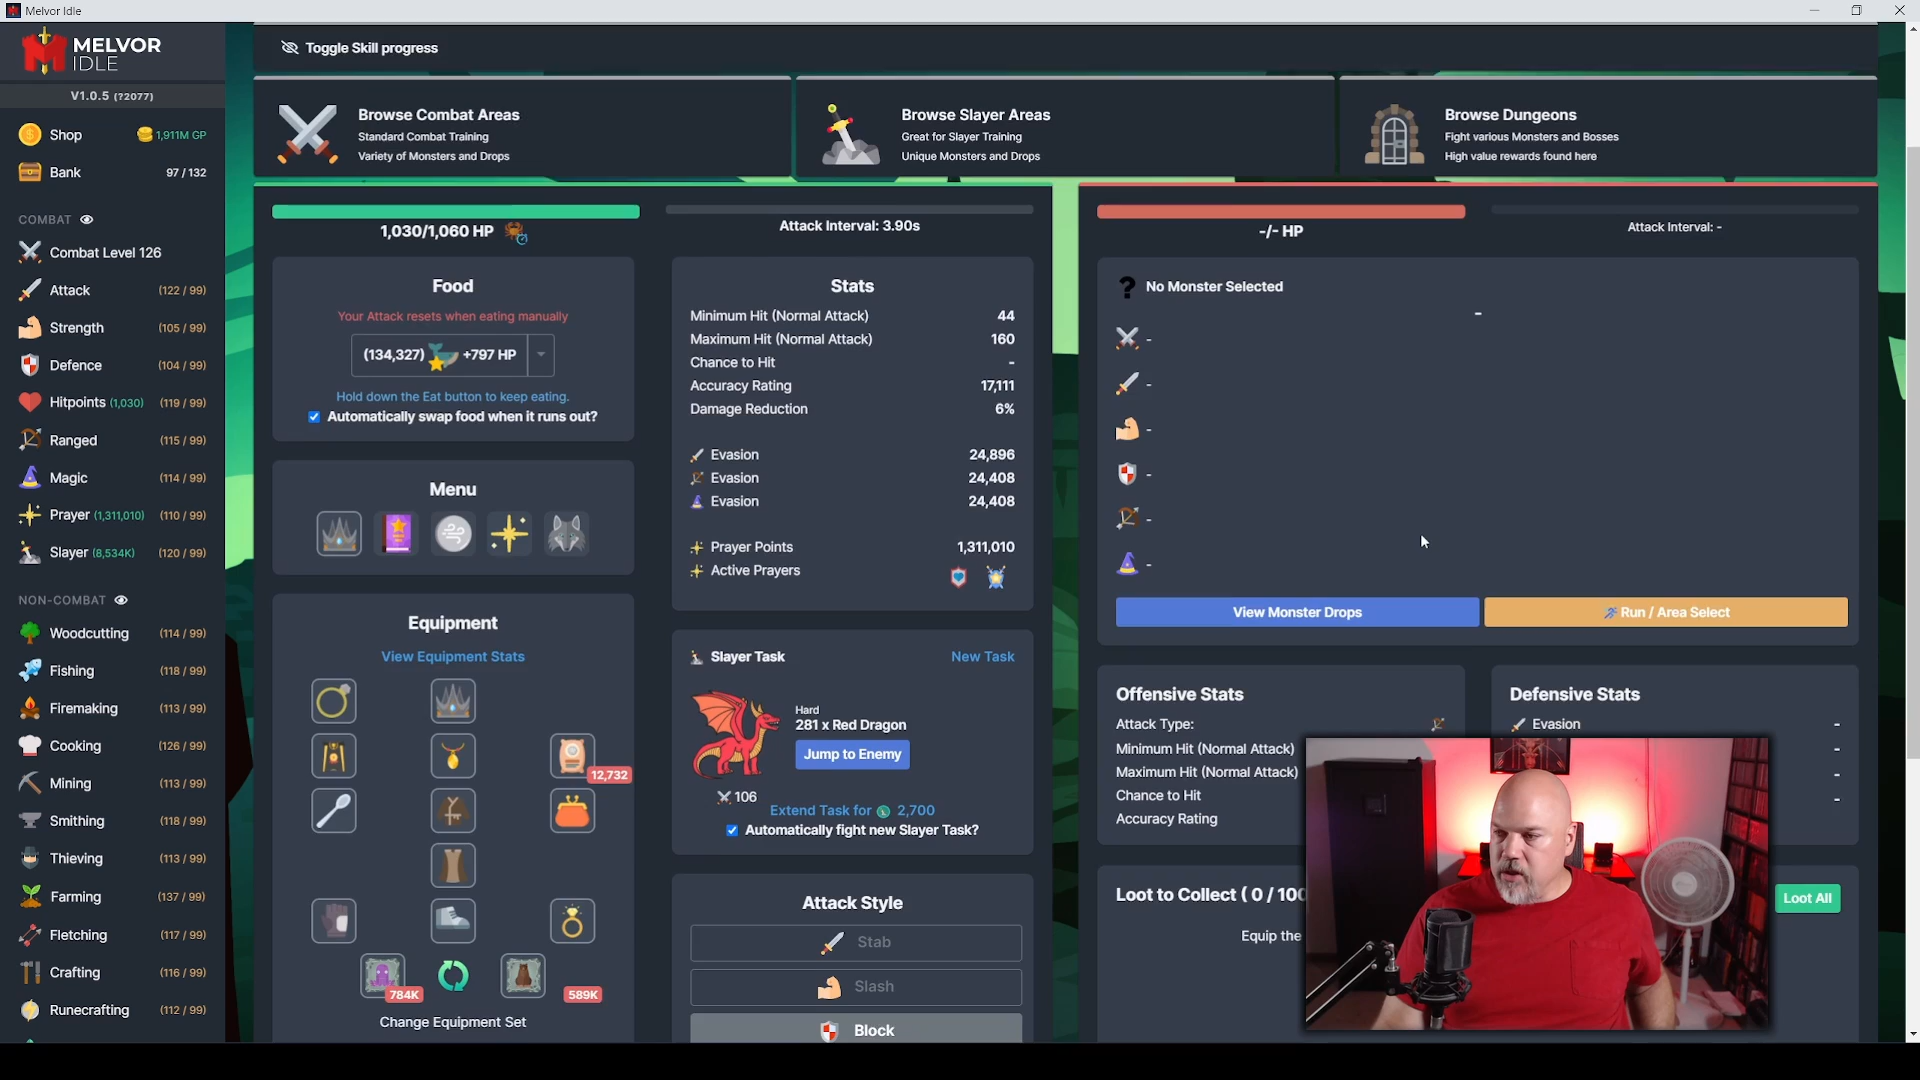 Melvor Idle
MELVOR
IDLE
V1.0.5 (?2077)
Shop 1,911M GP
Bank 97 / 132
COMBAT
Combat Level 126
Attack (122 / 99)
Strength (105 / 99)
Defence (104 / 99)
Hitpoints (1,030) (119 / 99)
Ranged (115 / 99)
Magic (114 / 99)
Prayer (1,311,010) (110 / 99)
Slayer (8,534K) (120 / 99)
NON-COMBAT
Woodcutting (114 / 99)
Fishing (118 / 99)
Firemaking (113 / 99)
Cooking (126 / 99)
Mining (113 / 99)
Smithing (118 / 99)
Thieving (113 / 99)
Farming (137 / 99)
Fletching (117 / 99)
Crafting (116 / 99)
Runecrafting (112 / 99)
Toggle Skill progress
Browse Combat Areas
Standard Combat Training
Variety of Monsters and Drops
Browse Slayer Areas
Great for Slayer Training
Unique Monsters and Drops
Browse Dungeons
Fight various Monsters and Bosses
High value rewards found here
1,030/1,060 HP
Attack Interval: 3.90s
Food
Your Attack resets when eating manually
(134,327) +797 HP
Hold down the Eat button to keep eating.
Automatically swap food when it runs out?
Menu
Equipment
View Equipment Stats
12,732
784K
589K
Change Equipment Set
Stats
Minimum Hit (Normal Attack) 44
Maximum Hit (Normal Attack) 160
Chance to Hit -
Accuracy Rating 17,111
Damage Reduction 6%
Evasion 24,896
Evasion 24,408
Evasion 24,408
Prayer Points 1,311,010
Active Prayers
Slayer Task New Task
Hard
281 x Red Dragon
Jump to Enemy
106
Extend Task for 2,700
Automatically fight new Slayer Task?
Attack Style
Stab
Slash
Block
-/- HP
Attack Interval: -
? No Monster Selected
-
-
-
-
-
-
-
View Monster Drops
Run / Area Select
Offensive Stats
Attack Type:
Minimum Hit (Normal Attack)
Maximum Hit (Normal Attack)
Chance to Hit
Accuracy Rating
Defensive Stats
Evasion -
-
-
-
Loot to Collect ( 0 / 100
Loot All
Equip the